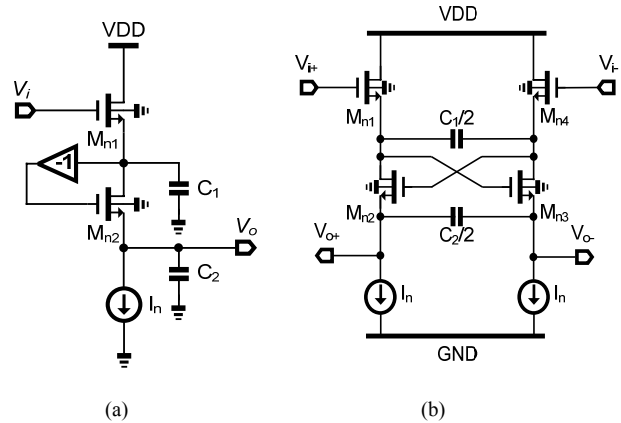 VDD
Vi
Mn1
-1
C1
Mn2
Vo
C2
In
(a)
VDD
Vi+
Vi-
Mn1
Mn4
C1/2
Mn2
Mn3
C2/2
Vo+
Vo-
In
In
GND
(b)